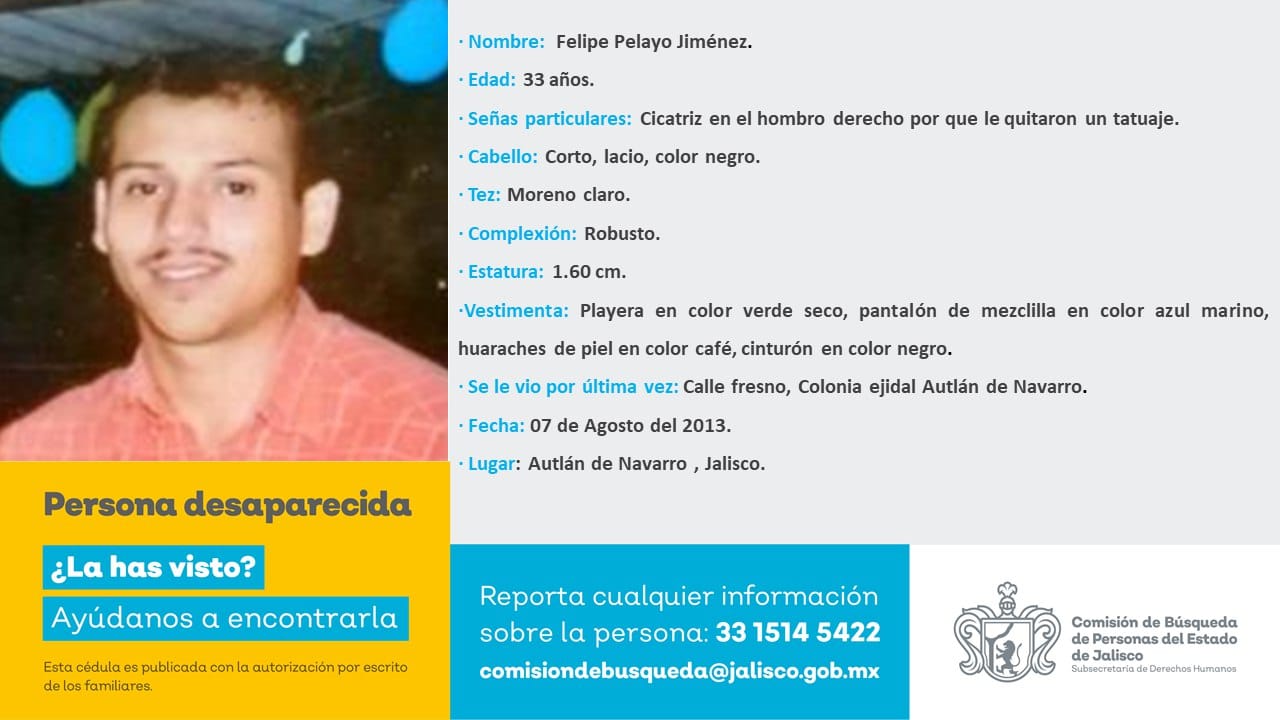 · Nombre: Felipe Pelayo Jiménez.
· Edad: 33 años.
· Señas particulares: Cicatriz en el hombro derecho por que le quitaron un tatuaje.
· Cabello: Corto, lacio, color negro.
· Tez: Moreno claro.
· Complexión: Robusto.
· Estatura: 1.60 cm.
·Vestimenta: Playera en color verde seco, pantalón de mezclilla en color azul marino,
huaraches de piel en color café, cinturón en color negro.
· Se le vio por última vez: Calle fresno, Colonia ejidal Autlán de Navarro.
· Fecha: 07 de Agosto del 2013.
· Lugar: Autlán de Navarro , Jalisco.
Persona desaparecida
¿La has visto?
Ayúdanos a encontrarla
Esta cédula es publicada con la autorización por escrito
de los familiares.
Reporta cualquier información
sobre la persona: 33 1514 5422
comisiondebusqueda@jalisco.gob.mx
Comisión de Búsqueda
de Personas del Estado
de Jalisco
Subsecretaría de Derechos Humanos